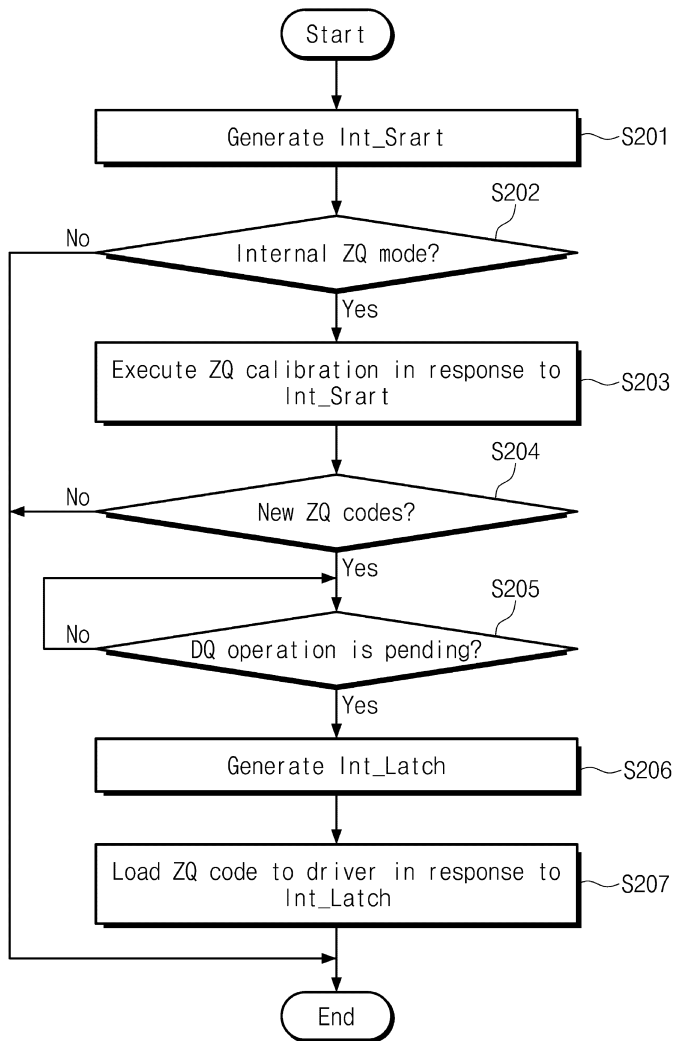 Start
Generate Int_Srart
S201
S202
Internal ZQ mode?
No
Yes
Execute ZQ calibration in response to
Int_Srart
S203
S204
New ZQ codes?
No
Yes
S205
DQ operation is pending?
No
Yes
Generate Int_Latch
S206
Load ZQ code to driver in response to
Int_Latch
S207
End